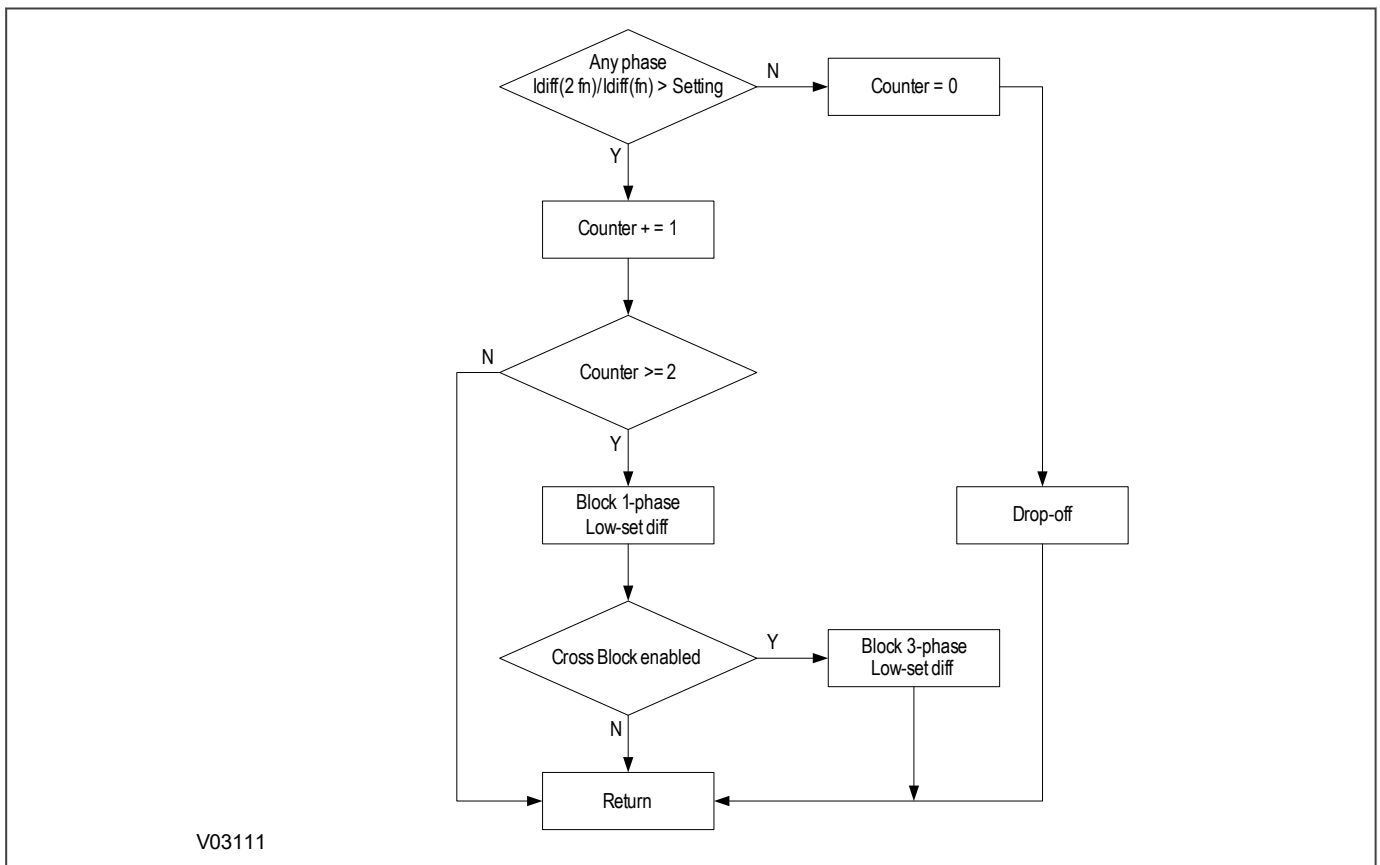 Any phase
Idiff(2 fn)/Idiff(fn) > Setting
N
Counter = 0
Y
Counter + = 1
N
Counter >= 2
Y
Block 1-phase
Low-set diff
Drop-off
Cross Block enabled
Y
Block 3-phase
Low-set diff
N
Return
V03111